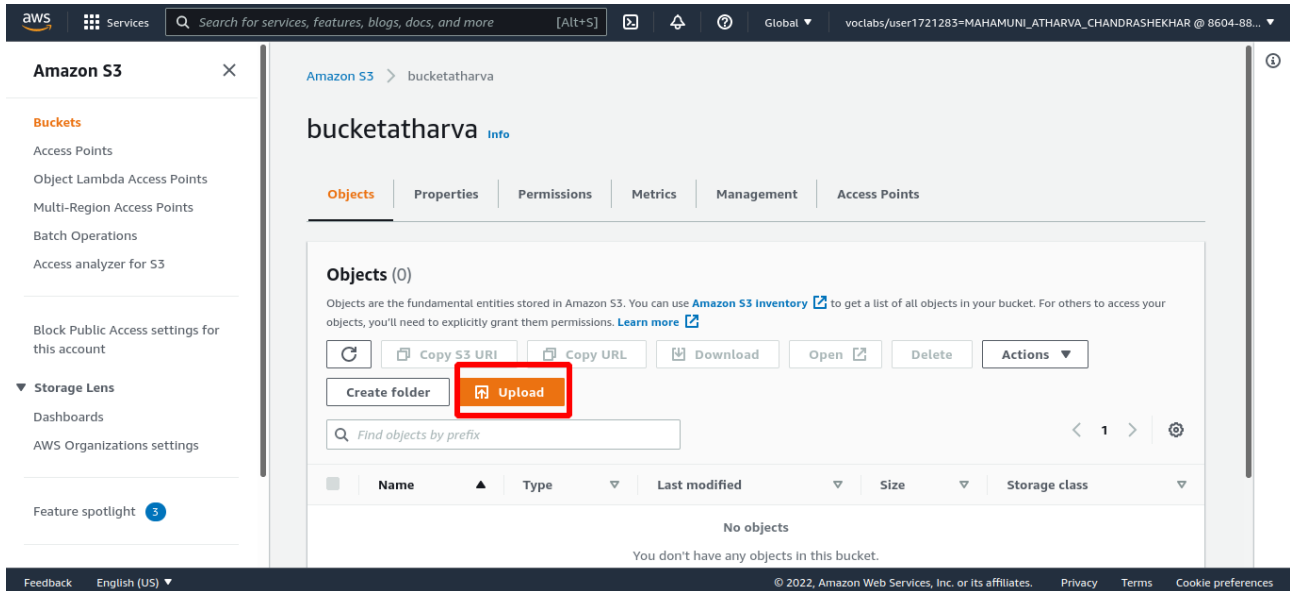 aws Services Search for services, features, blogs, docs, and more [Alt+S] Global ▼ voclabs/user1721283=MAHAMUNI_ATHARVA_CHANDRASHEKHAR @ 8604-88... ▼
Amazon S3
Buckets
Access Points
Object Lambda Access Points
Multi-Region Access Points
Batch Operations
Access analyzer for S3
Block Public Access settings for
this account
▼ Storage Lens
Dashboards
AWS Organizations settings
Feature spotlight 3
Amazon S3 > bucketatharva
bucketatharva Info
Objects Properties Permissions Metrics Management Access Points
Objects (0)
Objects are the fundamental entities stored in Amazon S3. You can use Amazon S3 inventory to get a list of all objects in your bucket. For others to access your
objects, you'll need to explicitly grant them permissions. Learn more
Copy S3 URI Copy URL Download Open Delete Actions ▼
Create folder Upload
Find objects by prefix < 1 >
Name ▲ Type ▽ Last modified ▽ Size ▽ Storage class ▽
No objects
You don't have any objects in this bucket.
Feedback English (US) ▼ © 2022, Amazon Web Services, Inc. or its affiliates. Privacy Terms Cookie preferences